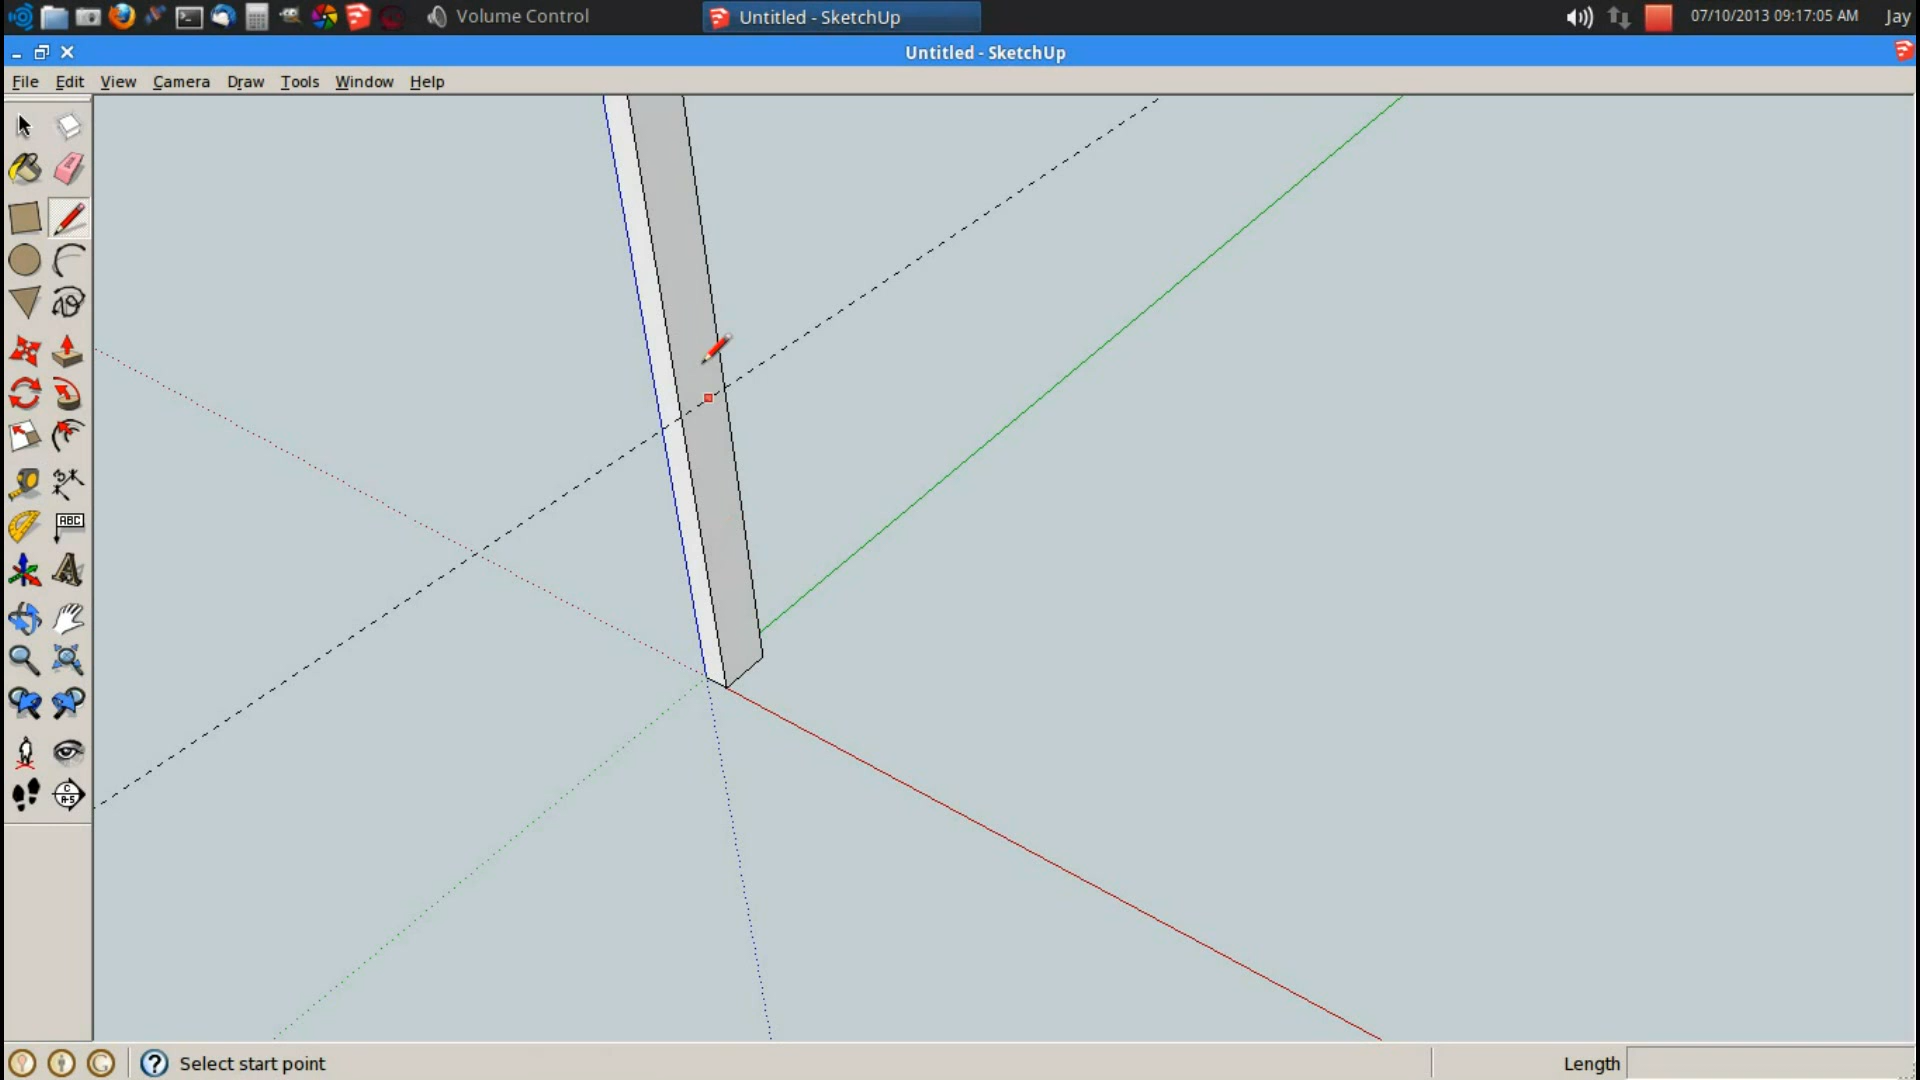 Volume Control
Untitled - SketchUp
07/10/2013 09:17:05 AM
Jay
Untitled - SketchUp
File Edit View Camera Draw Tools Window Help
ABC
A
C
A-5
Select start point
Length